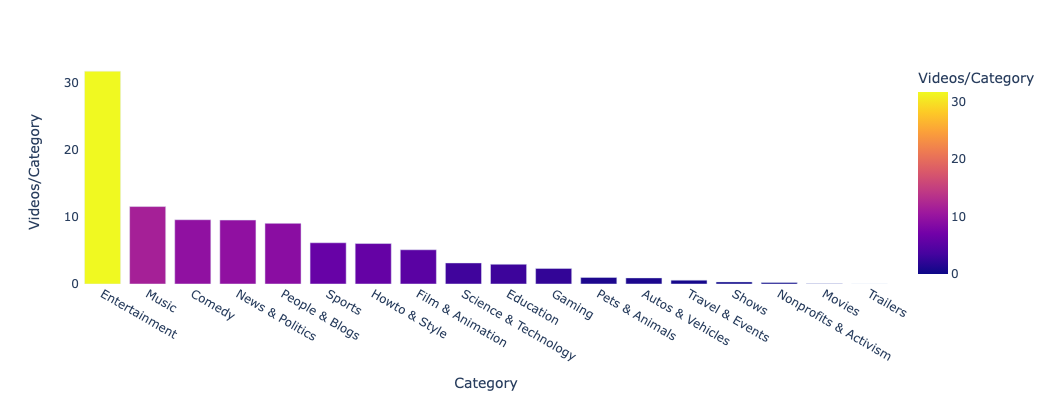 Videos/Category
30
20
10
0
Videos/Category
30
20
10
0
Entertainment
Music
Comedy
News & Politics
People & Blogs
Sports
Howto & Style
Film & Animation
Science & Technology
Education
Gaming
Pets & Animals
Autos & Vehicles
Travel & Events
Shows
Nonprofits & Activism
Movies
Trailers
Category